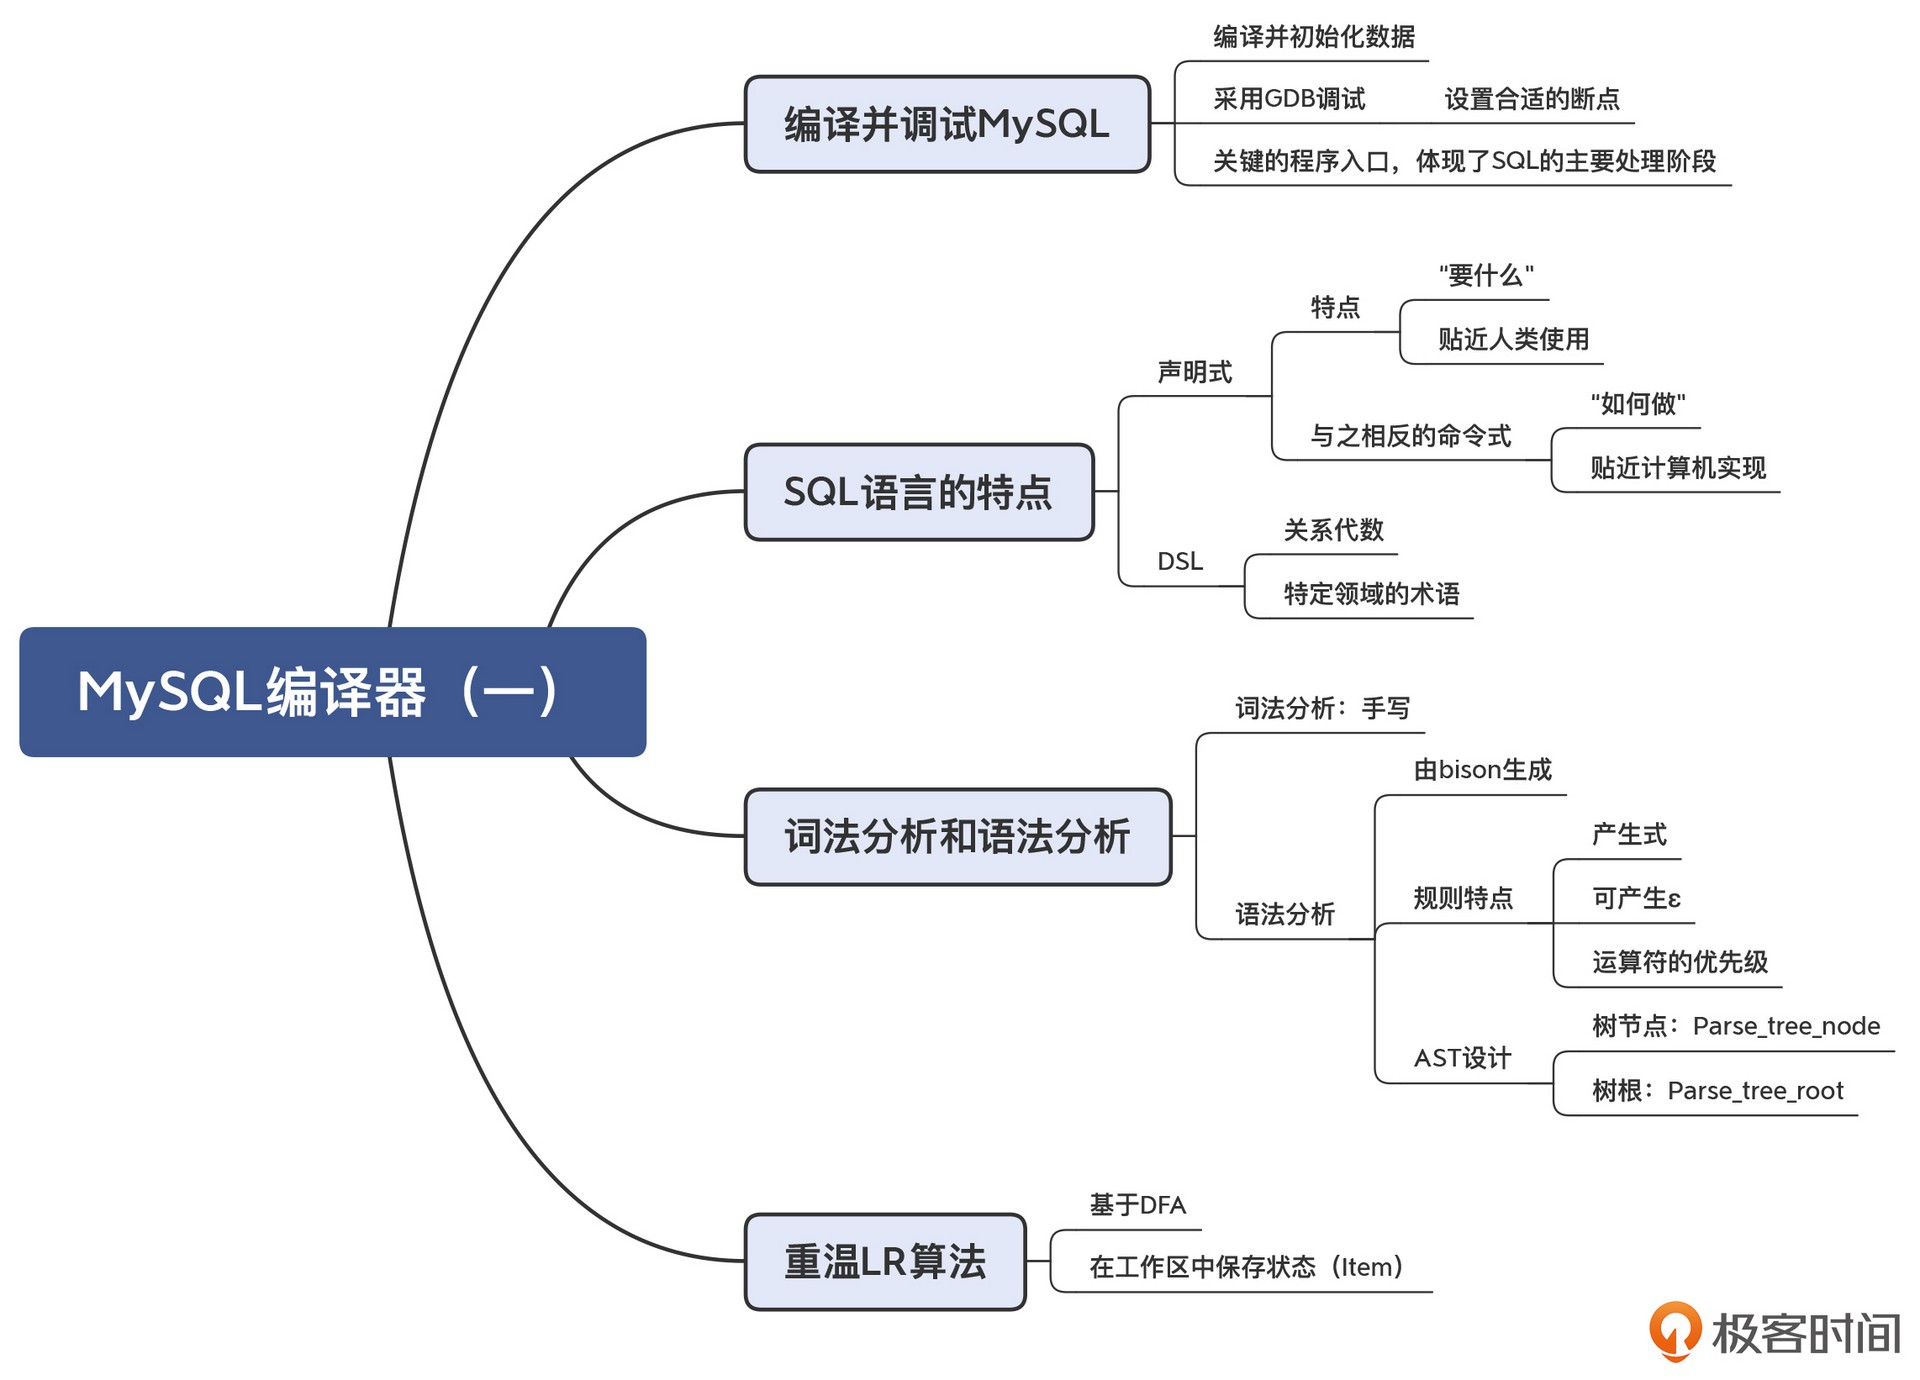 MySQL编译器（一）
编译并调试MySQL
编译并初始化数据
采用GDB调试
设置合适的断点
关键的程序入口，体现了SQL的主要处理阶段
SQL语言的特点
声明式
特点
"要什么"
贴近人类使用
与之相反的命令式
"如何做"
贴近计算机实现
DSL
关系代数
特定领域的术语
词法分析和语法分析
词法分析：手写
语法分析
由bison生成
规则特点
产生式
可产生ε
运算符的优先级
AST设计
树节点：Parse_tree_node
树根：Parse_tree_root
重温LR算法
基于DFA
在工作区中保存状态（Item）
极客时间